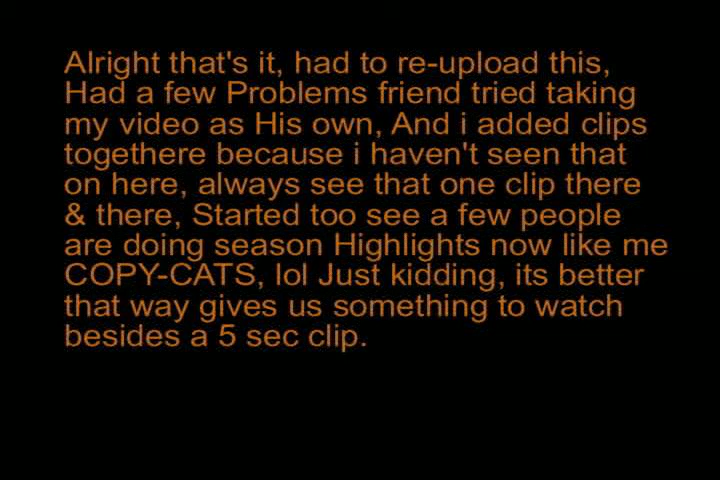 Alright that's it, had to re-upload this,
Had a few Problems friend tried taking
my video as His own, And i added clips
togethere because i haven't seen that
on here, always see that one clip there
& there, Started too see a few people
are doing season Highlights now like me
COPY-CATS, lol Just kidding, its better
that way gives us something to watch
besides a 5 sec clip.